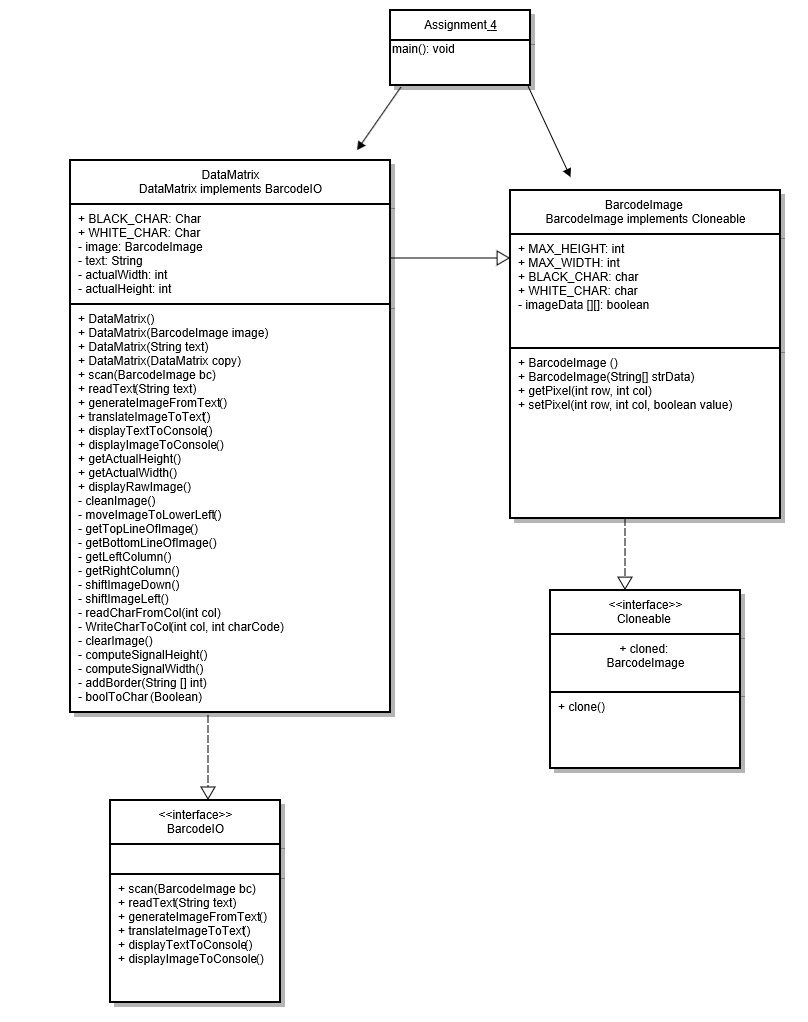 Assignment_4
main(): void
DataMatrix
DataMatrix implements BarcodeIO
+ BLACK_CHAR: Char
+ WHITE_CHAR: Char
- image: BarcodeImage
- text: String
- actualWidth: int
- actualHeight: int
+ DataMatrix()
+ DataMatrix(BarcodeImage image)
+ DataMatrix(String text)
+ DataMatrix(DataMatrix copy)
+ scan(BarcodeImage bc)
+ readText(String text)
+ generateImageFromText()
+ translateImageToText()
+ displayTextToConsole()
+ displayImageToConsole()
+ getActualHeight()
+ getActualWidth()
+ displayRawImage()
- cleanImage()
- moveImageToLowerLeft()
- getTopLineOfImage()
- getBottomLineOfImage()
- getLeftColumn()
- getRightColumn()
- shiftImageDown()
- shiftImageLeft()
- readCharFromCol(int col)
- WriteCharToCol(int col, int charCode)
- clearImage()
- computeSignalHeight()
- computeSignalWidth()
- addBorder(String [] int)
- boolToChar (Boolean)
BarcodeImage
BarcodeImage implements Cloneable
+ MAX_HEIGHT: int
+ MAX_WIDTH: int
+ BLACK_CHAR: char
+ WHITE_CHAR: char
- imageData [][]: boolean
+ BarcodeImage ()
+ BarcodeImage(String[] strData)
+ getPixel(int row, int col)
+ setPixel(int row, int col, boolean value)
<<interface>>
Cloneable
+ cloned:
BarcodeImage
+ clone()
<<interface>>
BarcodeIO
+ scan(BarcodeImage bc)
+ readText(String text)
+ generateImageFromText()
+ translateImageToText()
+ displayTextToConsole()
+ displayImageToConsole()